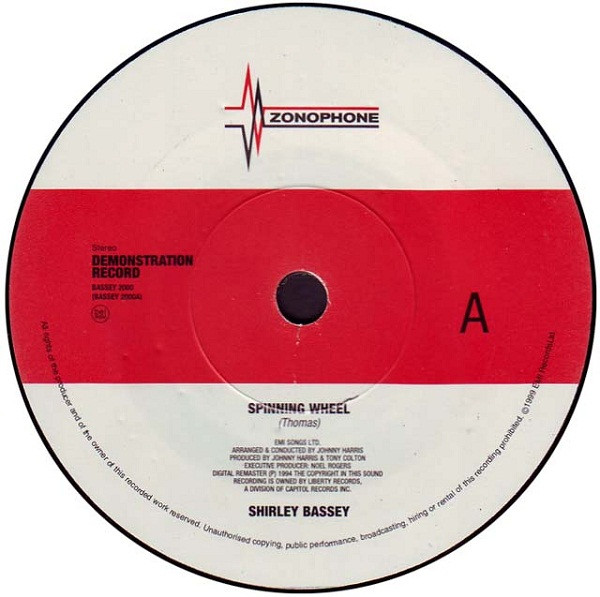 ZONOPHONE
Stereo
DEMONSTRATION
RECORD
BASSEY 2000
(BASSEY 2000A)
A
SPINNING WHEEL
(Thomas)
EMI SONGS LTD.
ARRANGED & CONDUCTED BY JOHNNY HARRIS
PRODUCED BY JOHNNY HARRIS & TONY COLTON
EXECUTIVE PRODUCER: NOEL ROGERS
DIGITAL REMASTER (P) 1994 THE COPYRIGHT IN THIS SOUND
RECORDING IS OWNED BY LIBERTY RECORDS,
A DIVISION OF CAPITOL RECORDS INC.
SHIRLEY BASSEY
All rights of the producer and of the owner of this recorded work reserved. Unauthorised copying, public performance, broadcasting, hiring or rental of this recording prohibited. ©1999 EMI Records Ltd.